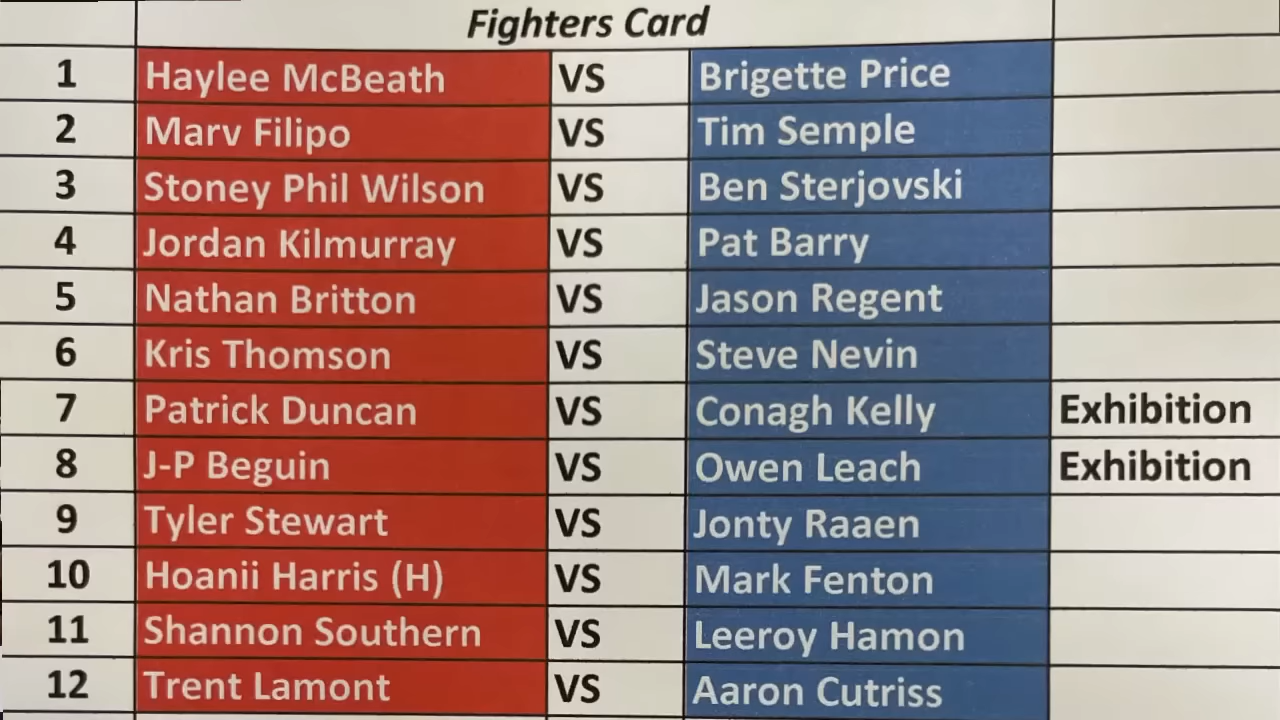 Fighters Card
1 Haylee McBeath VS Brigette Price
2 Marv Filipo VS Tim Semple
3 Stoney Phil Wilson VS Ben Sterjovski
4 Jordan Kilmurray VS Pat Barry
5 Nathan Britton VS Jason Regent
6 Kris Thomson VS Steve Nevin
7 Patrick Duncan VS Conagh Kelly Exhibition
8 J-P Beguin VS Owen Leach Exhibition
9 Tyler Stewart VS Jonty Raaen
10 Hoanii Harris (H) VS Mark Fenton
11 Shannon Southern VS Leeroy Hamon
12 Trent Lamont VS Aaron Cutriss